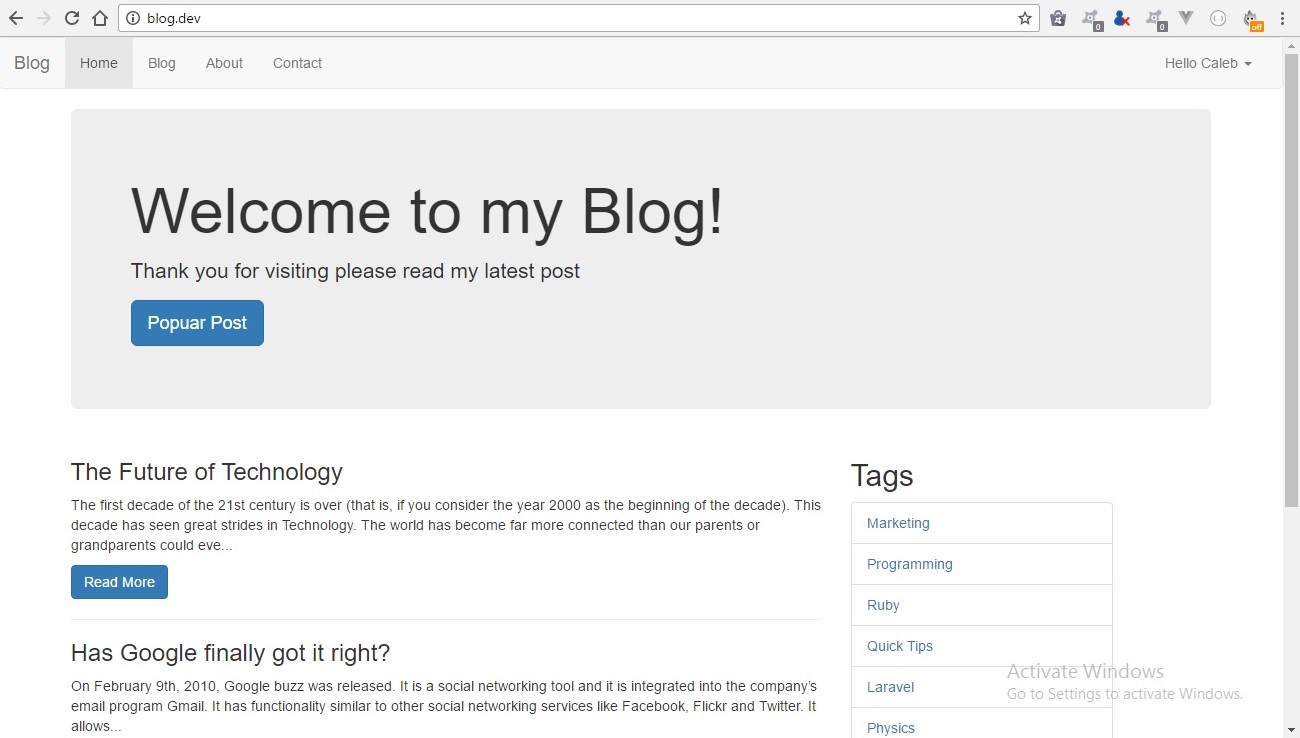 blog.dev
0
0
off
Blog Home Blog About Contact Hello Caleb
Welcome to my Blog!
Thank you for visiting please read my latest post
Popuar Post
The Future of Technology
The first decade of the 21st century is over (that is, if you consider the year 2000 as the beginning of the decade). This
decade has seen great strides in Technology. The world has become far more connected than our parents or
grandparents could eve...
Read More
Has Google finally got it right?
On February 9th, 2010, Google buzz was released. It is a social networking tool and it is integrated into the company's
email program Gmail. It has functionality similar to other social networking services like Facebook, Flickr and Twitter. It
allows...
Tags
Marketing
Programming
Ruby
Quick Tips
Laravel
Physics
Activate Windows
Go to Settings to activate Windows.